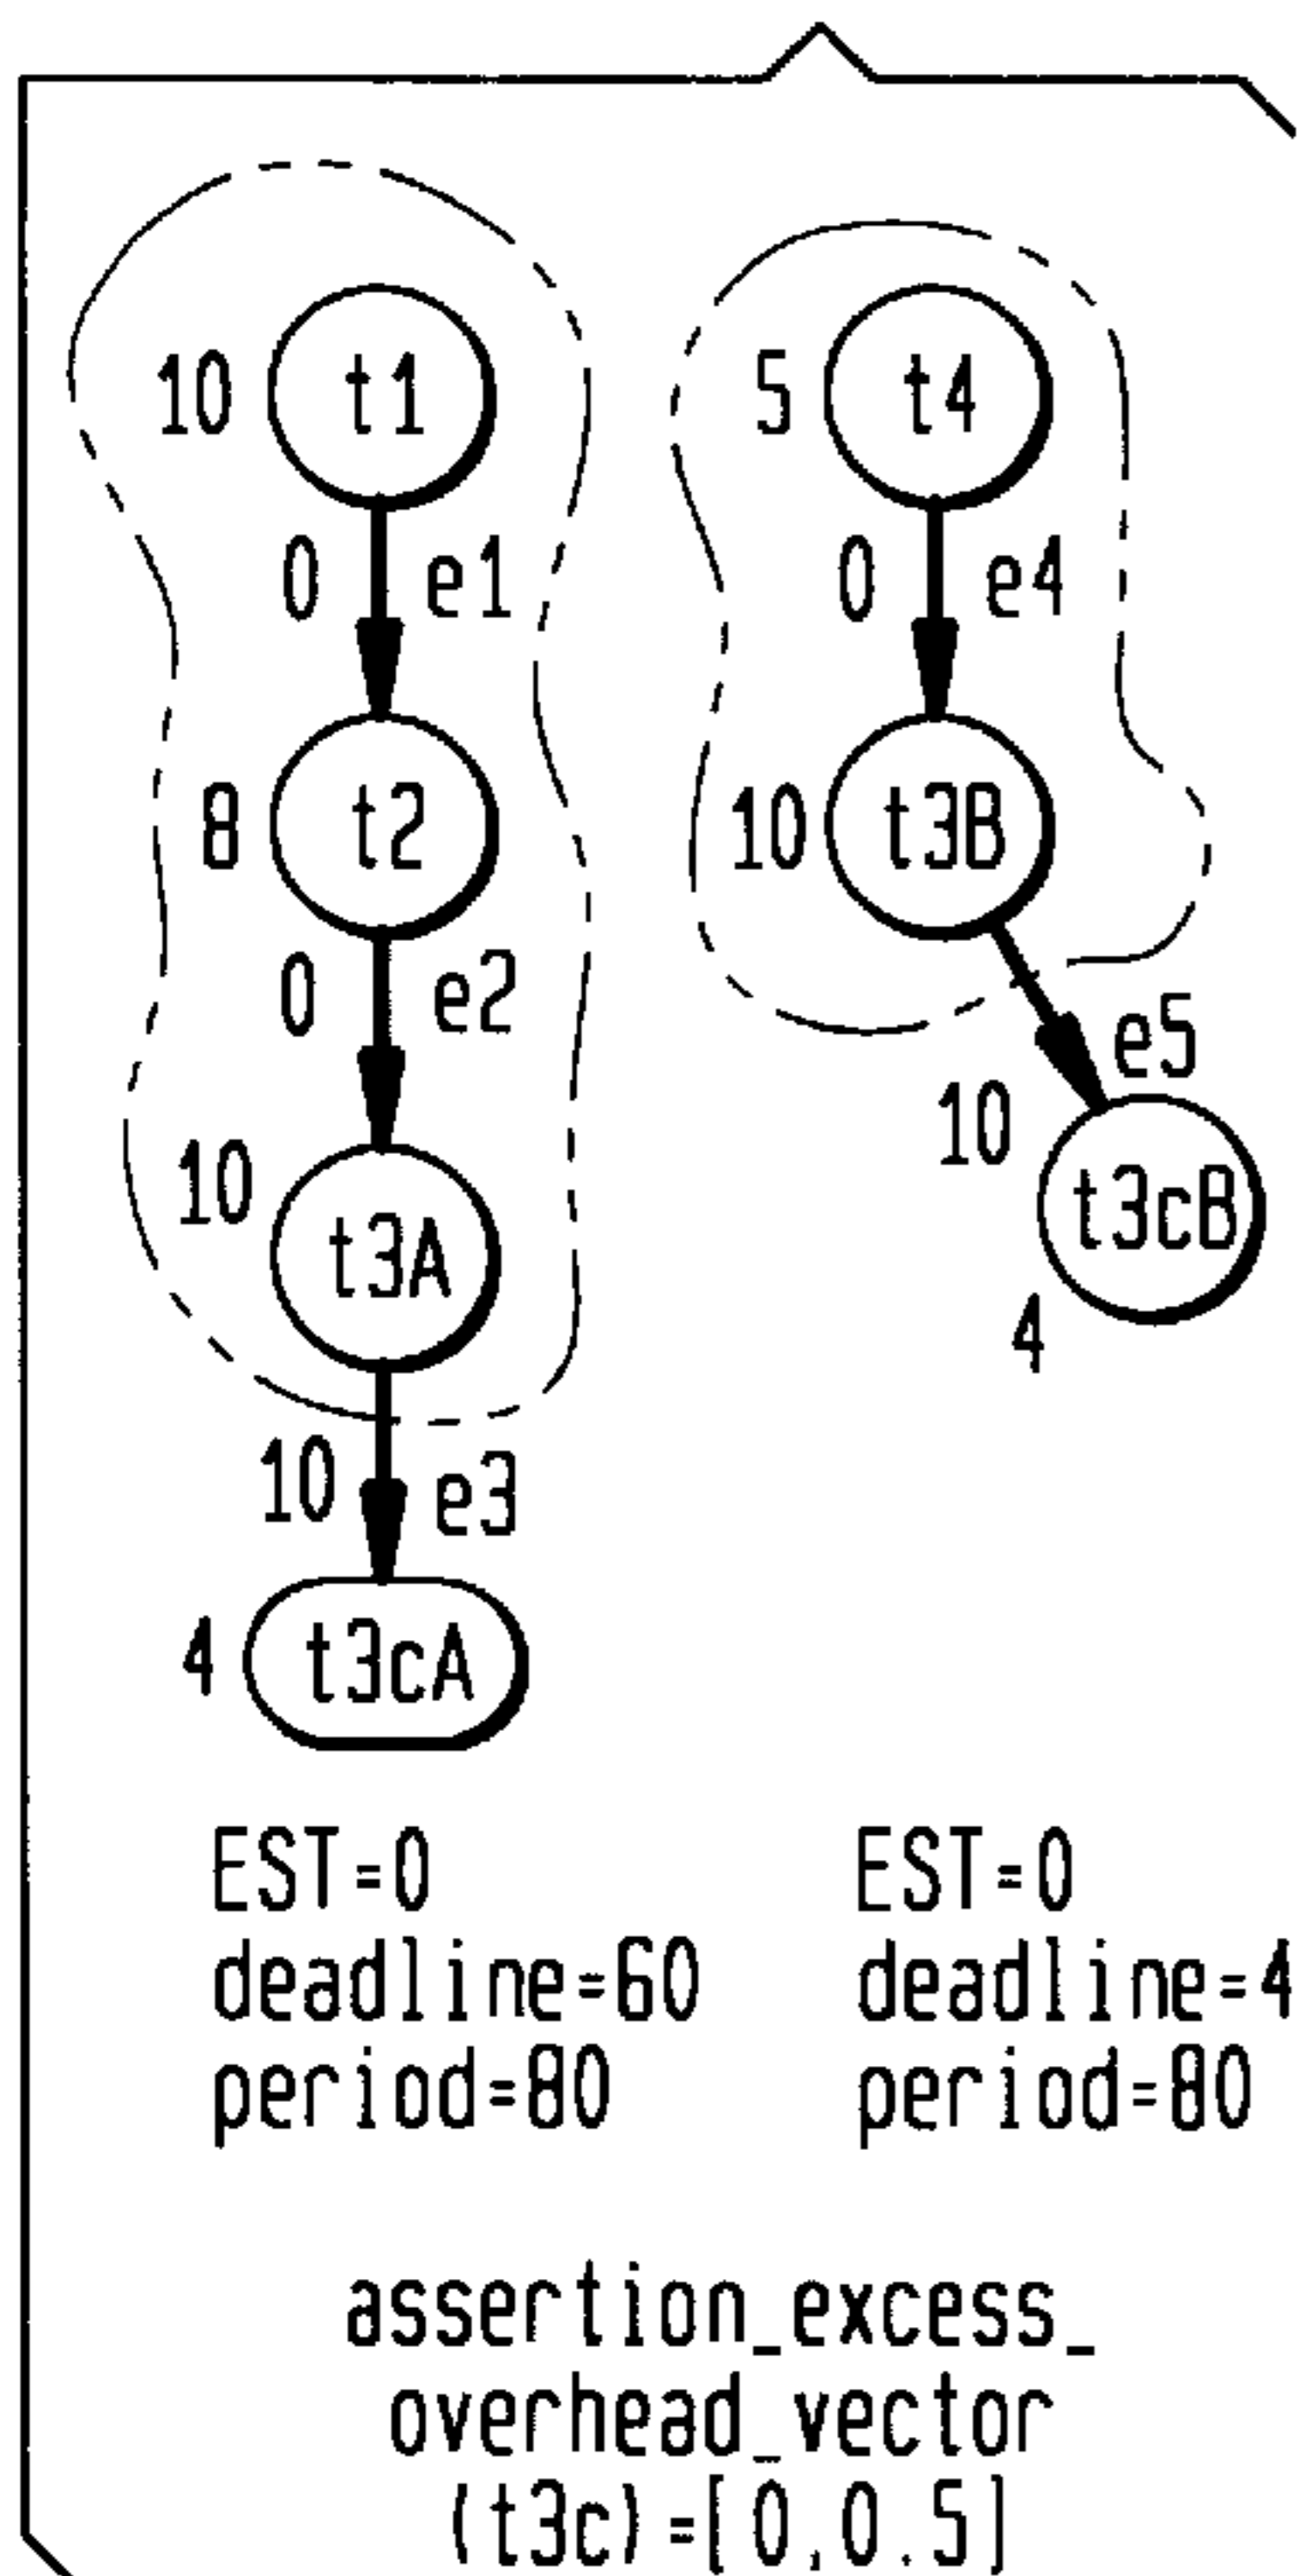 10 t1 5 t4
0 e1 0 e4
8 t2 10 t3B
0 e2 e5
10 t3A 10 t3cB
4
10 e3
4 t3cA
EST=0 EST=0
deadline=60 deadline=4
period=80 period=80
assertion_excess_
overhead_vector
(t3c)=[0,0.5]